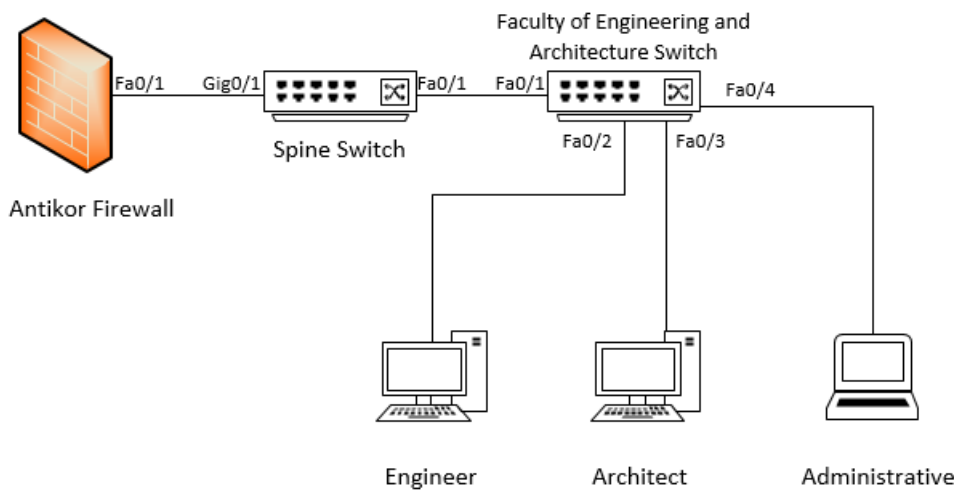 Faculty of Engineering and
Architecture Switch
Fa0/1
Gig0/1
Fa0/1
Fa0/1
Fa0/4
Spine Switch
Fa0/2
Fa0/3
Antikor Firewall
Engineer
Architect
Administrative